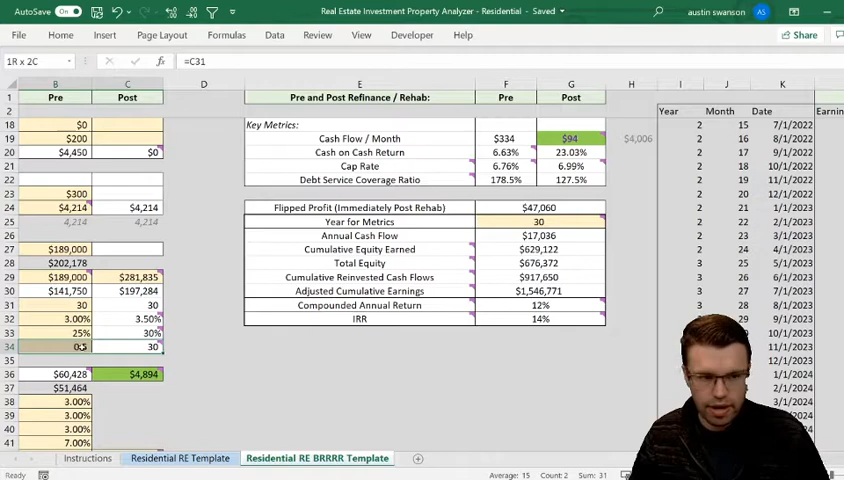 AutoSave On Real Estate Investment Property Analyzer - Residential - Saved austin swanson AS
File Home Insert Page Layout Formulas Data Review View Developer Help Share
1R x 2C fx =C31
B C D E F G H I J K
1 Pre Post Pre and Post Refinance / Rehab: Pre Post
2 Year Month Date
18 $0 Key Metrics: 2 15 7/1/2022
19 $200 Cash Flow / Month $334 $94 $4,006 2 16 8/1/2022
20 $4,450 $0 Cash on Cash Return 6.63% 23.03% 2 17 9/1/2022
21 Cap Rate 6.76% 6.99% 2 18 10/1/2022
22 Debt Service Coverage Ratio 178.5% 127.5% 2 19 11/1/2022
23 $300 2 20 12/1/2022
24 $4,214 $4,214 Flipped Profit (Immediately Post Rehab) $47,060 2 21 1/1/2023
25 4,214 4,214 Year for Metrics 30 2 22 2/1/2023
26 Annual Cash Flow $17,036 2 23 3/1/2023
27 $189,000 Cumulative Equity Earned $629,122 2 24 4/1/2023
28 $202,178 Total Equity $676,372 3 25 5/1/2023
29 $189,000 $281,835 Cumulative Reinvested Cash Flows $917,650 3 26 6/1/2023
30 $141,750 $197,284 Adjusted Cumulative Earnings $1,546,771 3 27 7/1/2023
31 30 30 Compounded Annual Return 12% 3 28 8/1/2023
32 3.00% 3.50% IRR 14% 3 29 9/1/2023
33 25% 30% 10/1/2023
34 30 11/1/2023
35 12/1/2023
36 $60,428 $4,894 1/1/2024
37 $51,464 2/1/2024
38 3.00% 3/1/2024
39 3.00%
40 3.00%
41 7.00%
Instructions Residential RE Template Residential RE BRRRR Template
Ready Average: 15 Count: 2 Sum: 31